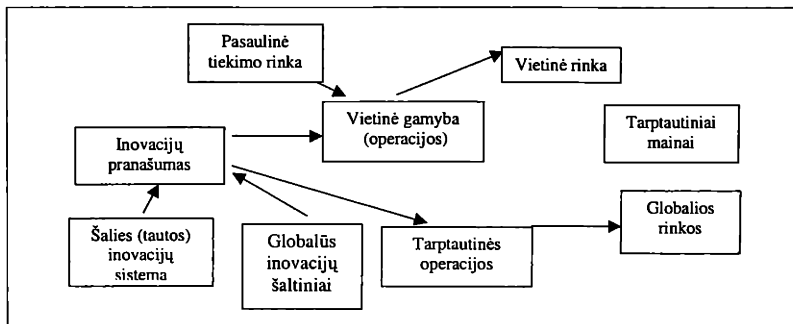 Pasaulinė
tiekimo rinka
Vietinė rinka
Vietinė gamyba
(operacijos)
Tarptautiniai
mainai
Inovacijų
pranašumas
Globalios
rinkos
Šalies (tautos)
inovacijų
sistema
Globalūs
inovacijų
šaltiniai
Tarptautinės
operacijos